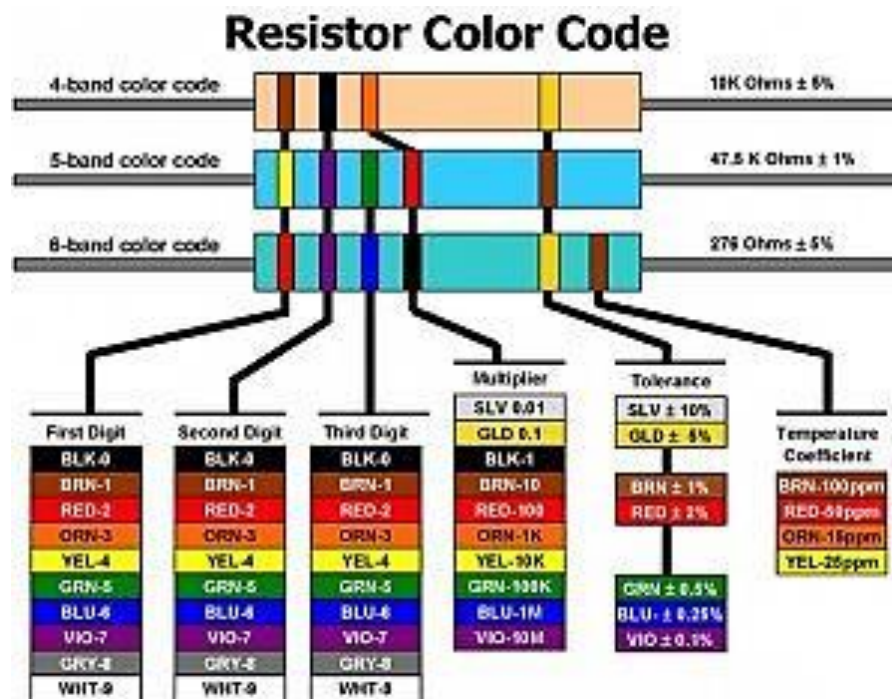 Resistor Color Code
4-band color code
10K Ohms ± 5%
5-band color code
47.5 K Ohms ± 1%
6-band color code
276 Ohms ± 5%
First Digit
BLK-0
BRN-1
RED-2
ORN-3
YEL-4
GRN-5
BLU-6
VIO-7
GRY-8
WHT-9
Second Digit
BLK-0
BRN-1
RED-2
ORN-3
YEL-4
GRN-5
BLU-6
VIO-7
GRY-8
WHT-9
Third Digit
BLK-0
BRN-1
RED-2
ORN-3
YEL-4
GRN-5
BLU-6
VIO-7
GRY-8
WHT-9
Multiplier
SLV 0.01
GLD 0.1
BLK-1
BRN-10
RED-100
ORN-1K
YEL-10K
GRN-100K
BLU-1M
VIO-10M
Tolerance
SLV ± 10%
GLD ± 5%
BRN ± 1%
RED ± 2%
GRN ± 0.5%
BLU- ± 0.25%
VIO ± 0.1%
Temperature
Coefficient
BRN-100ppm
RED-50ppm
ORN-15ppm
YEL-25ppm